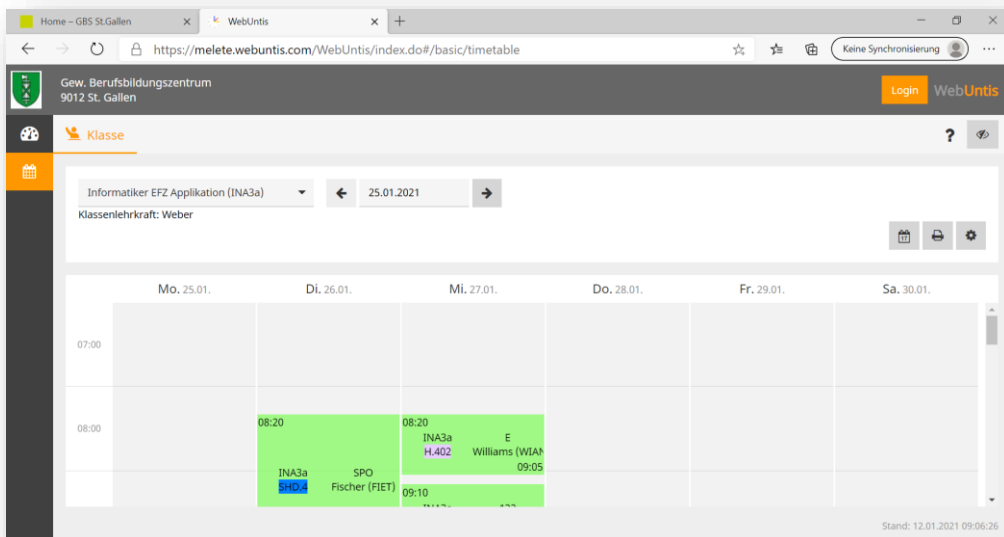 Home – GBS St.Gallen
WebUntis
https://melete.webuntis.com/WebUntis/index.do#/basic/timetable
Keine Synchronisierung
Gew. Berufsbildungszentrum
9012 St. Gallen
Login
WebUntis
Klasse
?
Informatiker EFZ Applikation (INA3a)
25.01.2021
Klassenlehrkraft: Weber
17
Mo. 25.01.
Di. 26.01.
Mi. 27.01.
Do. 28.01.
Fr. 29.01.
Sa. 30.01.
07:00
08:00
08:20
INA3a SPO
SHD.4 Fischer (FIET)
08:20
INA3a E
H.402 Williams (WIAN
09:05
09:10
Stand: 12.01.2021 09:06:26